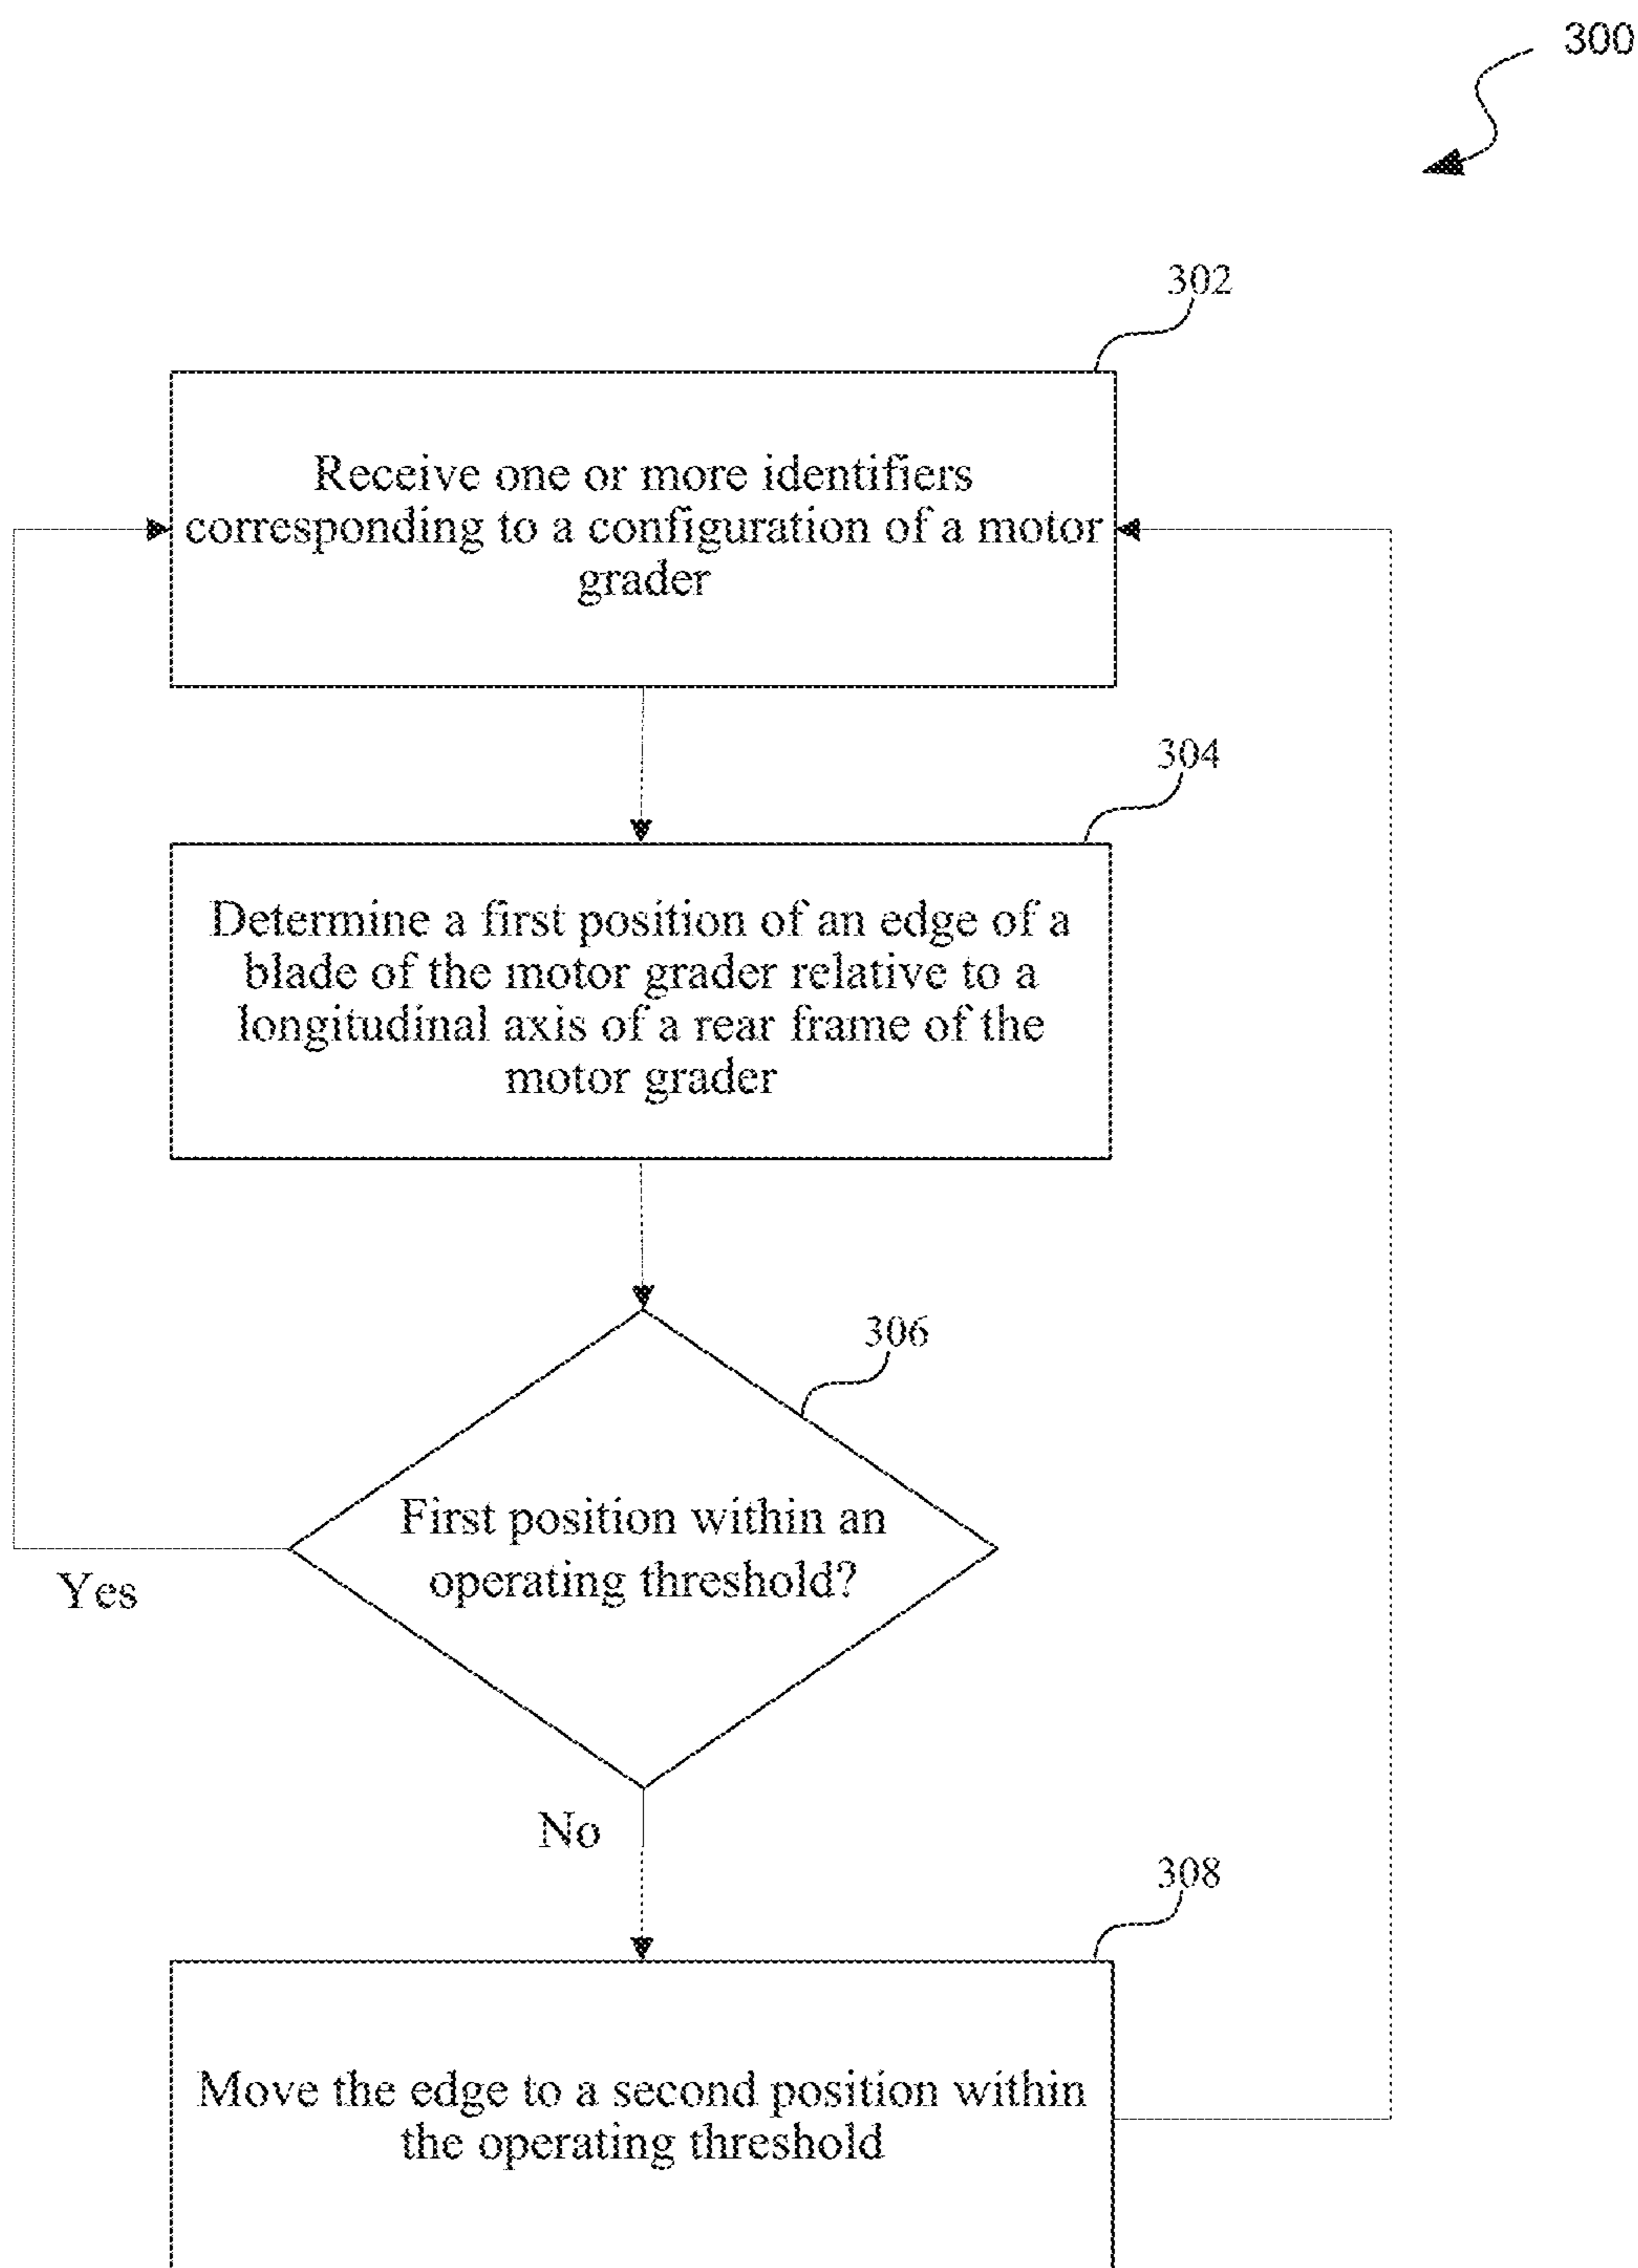 300
302
Receive one or more identifiers
corresponding to a configuration of a motor
grader
304
Determine a first position of an edge of a
blade of the motor grader relative to a
longitudinal axis of a rear frame of the
motor grader
306
First position within an
operating threshold?
Yes
No
308
Move the edge to a second position within
the operating threshold